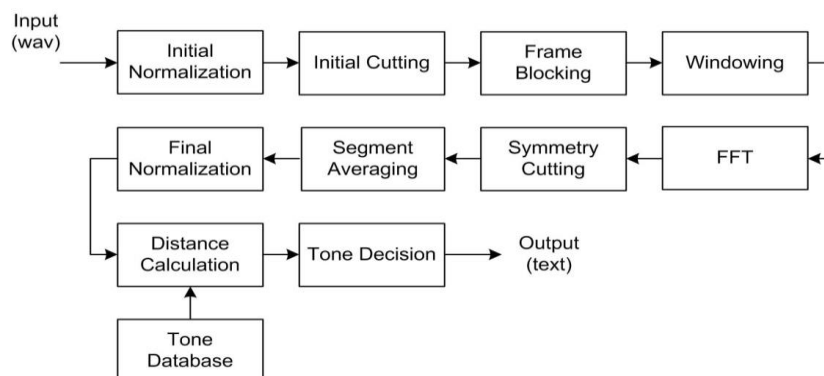 Input
(wav)
Initial
Normalization
Initial Cutting
Frame
Blocking
Windowing
Final
Normalization
Segment
Averaging
Symmetry
Cutting
FFT
Distance
Calculation
Tone Decision
Output
(text)
Tone
Database